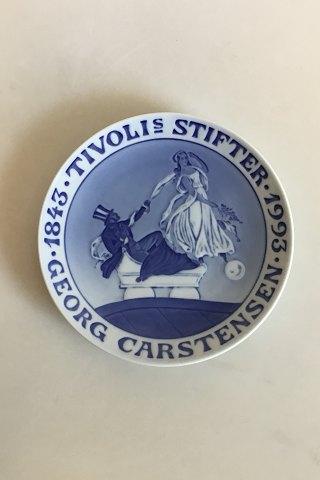 1843 · TIVOLIS STIFTER · 1993 ·
GEORG CARSTENSEN ·